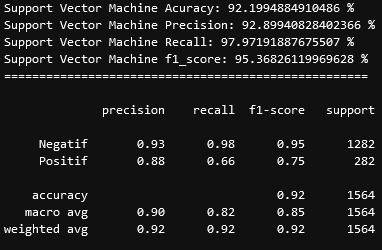 Support Vector Machine Acuracy: 92.1994884910486 %
Support Vector Machine Precision: 92.89940828402366 %
Support Vector Machine Recall: 97.97191887675507 %
Support Vector Machine f1_score: 95.36826119969628 %
====================================================
precision recall f1-score support
Negatif 0.93 0.98 0.95 1282
Positif 0.88 0.66 0.75 282
accuracy 0.92 1564
macro avg 0.90 0.82 0.85 1564
weighted avg 0.92 0.92 0.92 1564